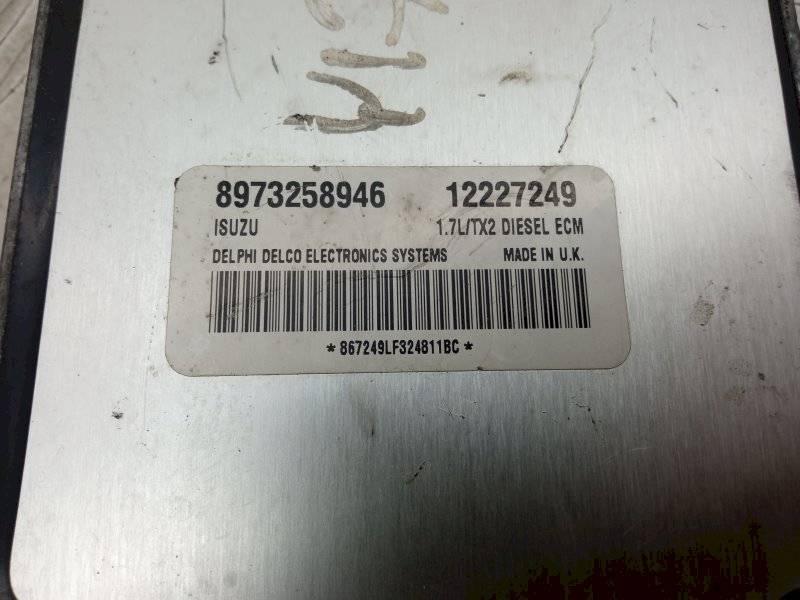 8973258946 12227249
ISUZU 1.7L/TX2 DIESEL ECM
DELPHI DELCO ELECTRONICS SYSTEMS MADE IN U.K.
*867249LF324811BC*